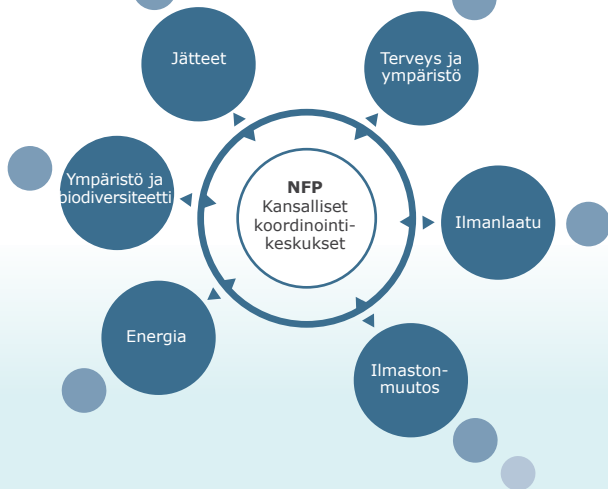 Jätteet
Terveys ja
ympäristö
Ympäristö ja
biodiversiteetti
NFP
Kansalliset
koordinointi-
keskukset
Ilmanlaatu
Energia
Ilmaston-
muutos